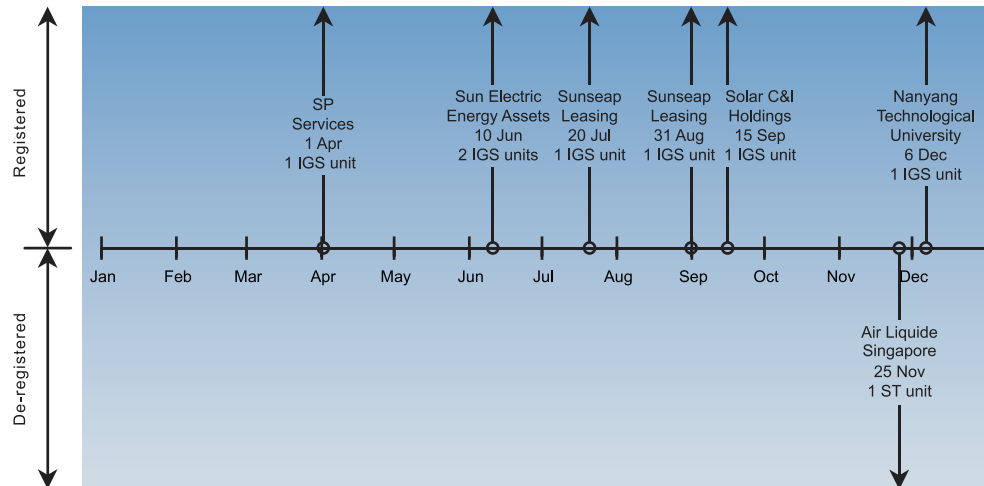 Registered
SP
Services
1 Apr
1 IGS unit
Sun Electric
Energy Assets
10 Jun
2 IGS units
Sunseap
Leasing
20 Jul
1 IGS unit
Sunseap
Leasing
31 Aug
1 IGS unit
Solar C&I
Holdings
15 Sep
1 IGS unit
Nanyang
Technological
University
6 Dec
1 IGS unit
Jan
Feb
Mar
Apr
May
Jun
Jul
Aug
Sep
Oct
Nov
Dec
De-registered
Air Liquide
Singapore
25 Nov
1 ST unit